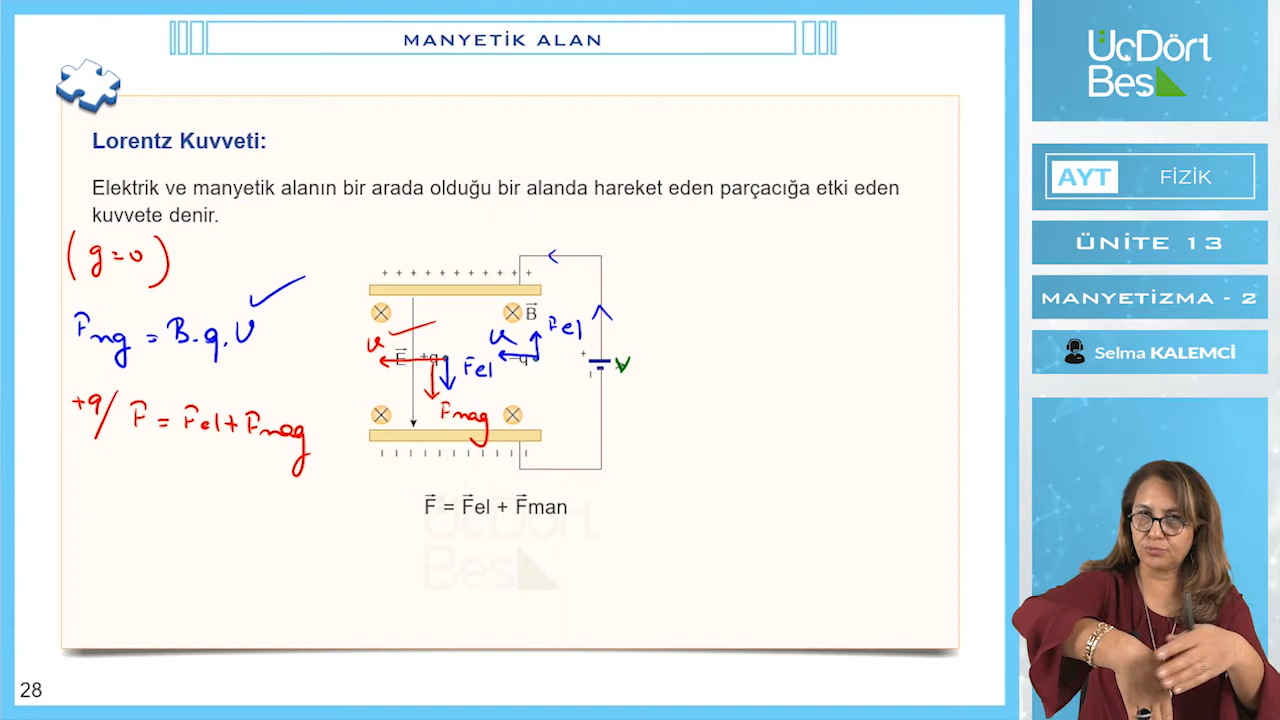 MANYETİK ALAN
Lorentz Kuvveti:
Elektrik ve manyetik alanın bir arada olduğu bir alanda hareket eden parçacığa etki eden
kuvvete denir.
(g=0)
+ + + + + + + + + + +
B
Fmg = B.q.V
V
E
+q
Fel
V
-q
Fel
+
V
Fmag
+q/ F = Fel + Fmag
F = Fel + Fman
ÜçDört
Beş
28
ÜçDört
Beş
AYT FİZİK
ÜNİTE 13
MANYETİZMA - 2
Selma KALEMCİ